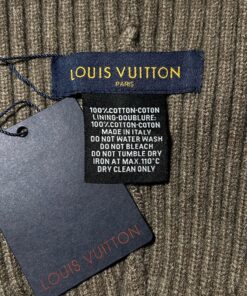 LOUIS VUITTON
PARIS
100%COTTON-COTON
LINING-DOUBLURE:
100%COTTON-COTON
MADE IN ITALY
DO NOT WATER WASH
DO NOT BLEACH
DO NOT TUMBLE DRY
IRON AT MAX.110°C
DRY CLEAN ONLY
LOUIS VUITTON